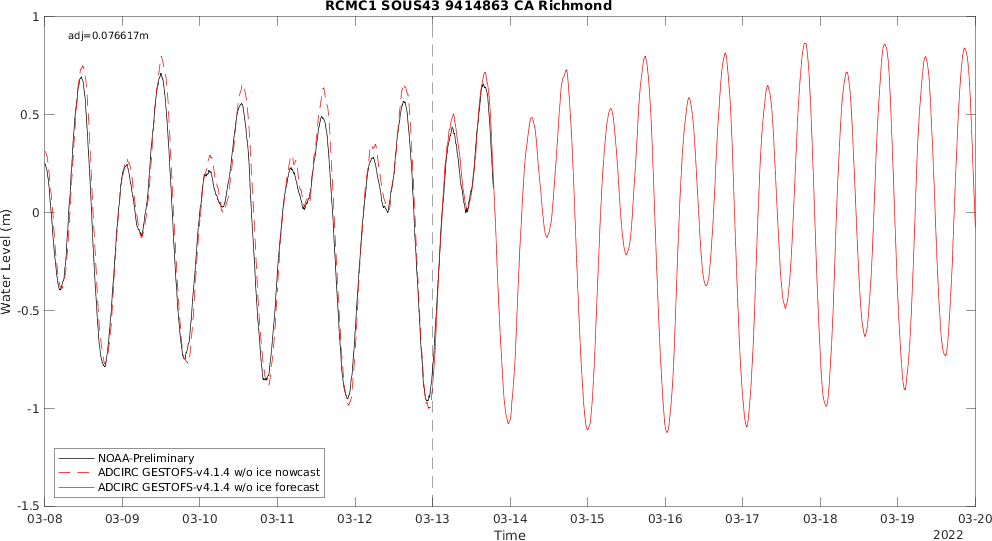 RCMC1 SOUS43 9414863 CA Richmond
adj=0.076617m
1
0.5
0
-0.5
-1
-1.5
Water Level (m)
NOAA-Preliminary
ADCIRC GESTOFS-v4.1.4 w/o ice nowcast
ADCIRC GESTOFS-v4.1.4 w/o ice forecast
03-08 03-09 03-10 03-11 03-12 03-13 03-14 03-15 03-16 03-17 03-18 03-19 03-20
Time
2022